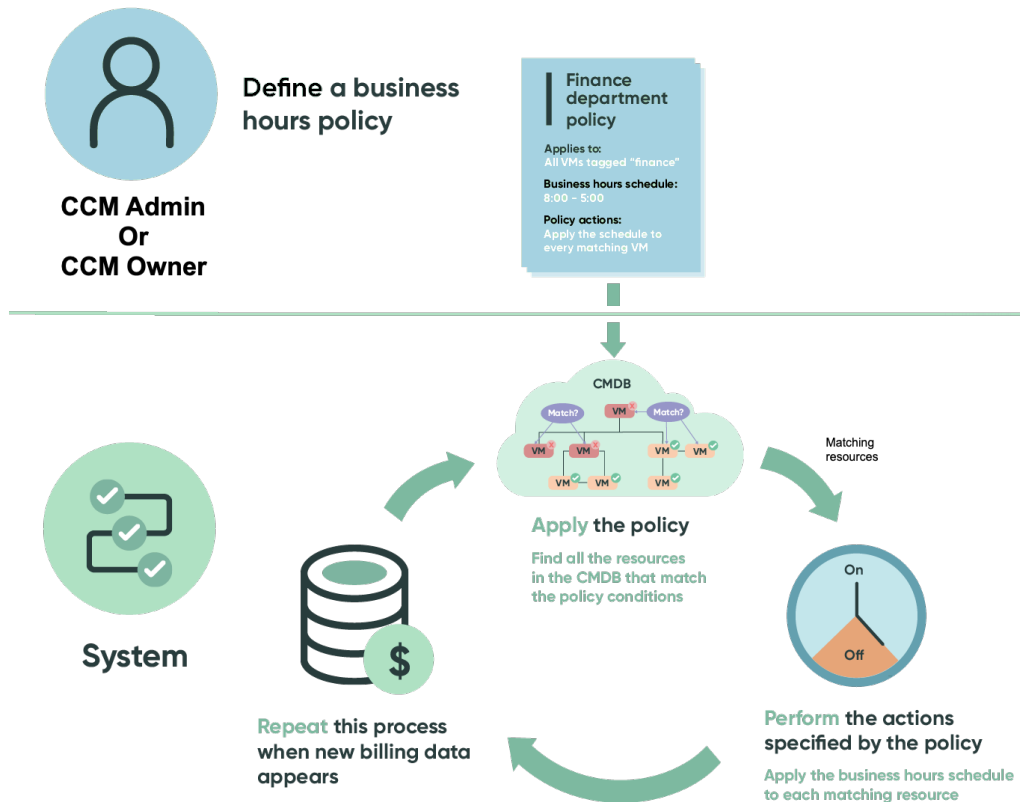 Define a business
hours policy
CCM Admin
Or
CCM Owner
Finance
department
policy
Applies to:
All VMs tagged "finance"
Business hours schedule:
8:00 - 5:00
Policy actions:
Apply the schedule to
every matching VM
CMDB
Match?
VM
Match?
VM
VM
VM
VM
VM
VM
VM
Matching
resources
Apply the policy
Find all the resources
in the CMDB that match
the policy conditions
On
Off
System
$
Repeat this process
when new billing data
appears
Perform the actions
specified by the policy
Apply the business hours schedule
to each matching resource